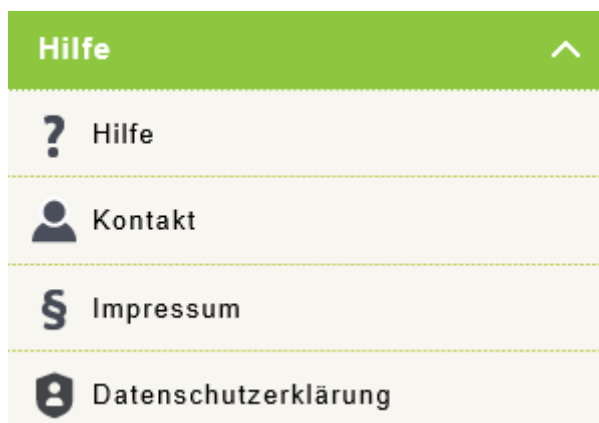 Hilfe
? Hilfe
Kontakt
§ Impressum
Datenschutzerklärung